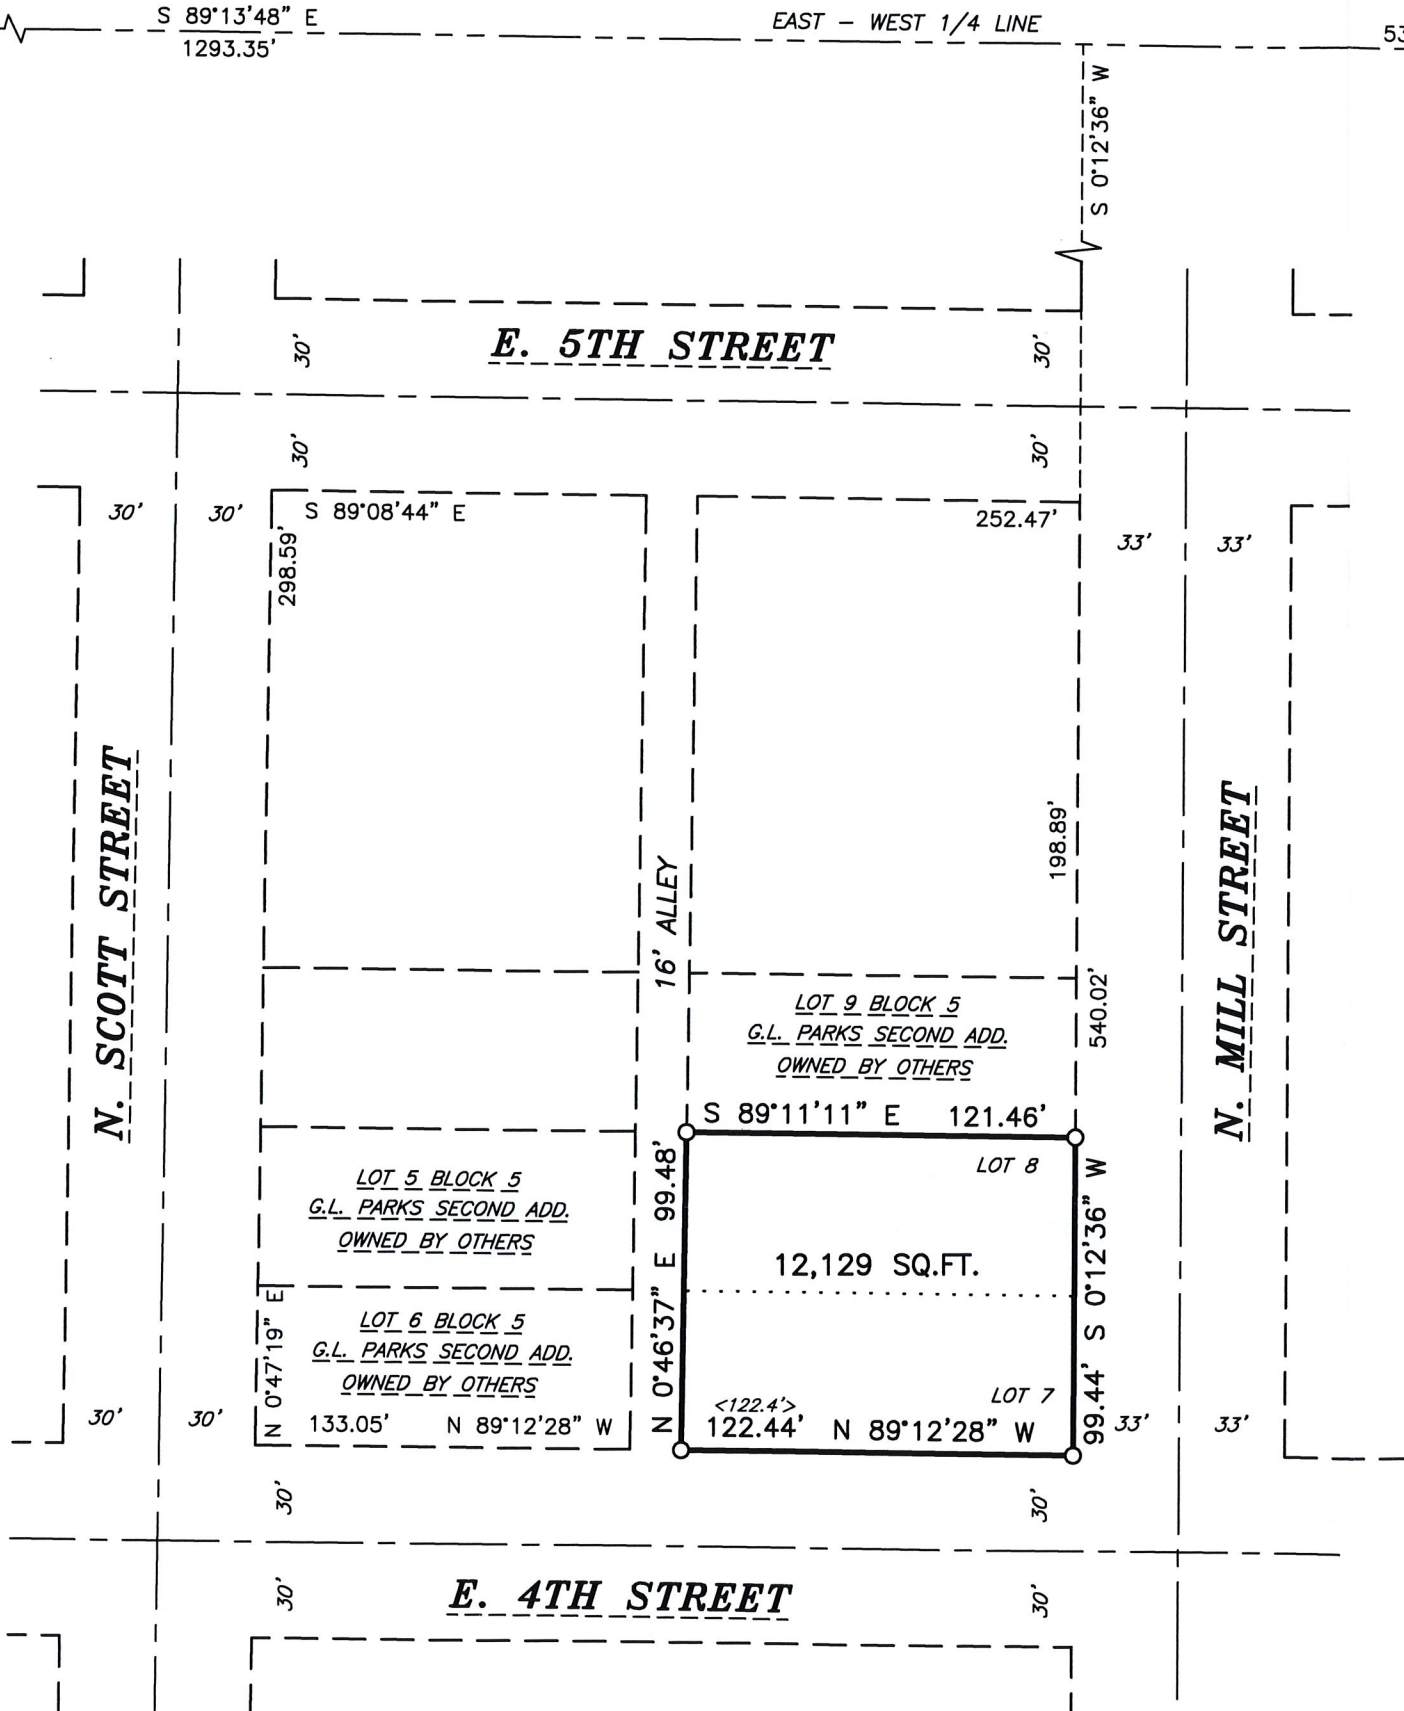 S 89°13'48" E
1293.35'
EAST - WEST 1/4 LINE
S 0°12'36" W
30'
E. 5TH STREET
30'
30'
30'
30'
30'
S 89°08'44" E
252.47'
33'
33'
298.59'
N. SCOTT STREET
16' ALLEY
198.89'
540.02'
N. MILL STREET
LOT 9 BLOCK 5
G.L. PARKS SECOND ADD.
OWNED BY OTHERS
S 89°11'11" E 121.46'
LOT 8
LOT 5 BLOCK 5
G.L. PARKS SECOND ADD.
OWNED BY OTHERS
N 0°46'37" E 99.48'
12,129 SQ.FT.
99.44' S 0°12'36" W
N 0°47'19" E
LOT 6 BLOCK 5
G.L. PARKS SECOND ADD.
OWNED BY OTHERS
LOT 7
<122.4'>
30'
30'
133.05' N 89°12'28" W
122.44' N 89°12'28" W
33'
33'
30'
30'
30'
E. 4TH STREET
30'